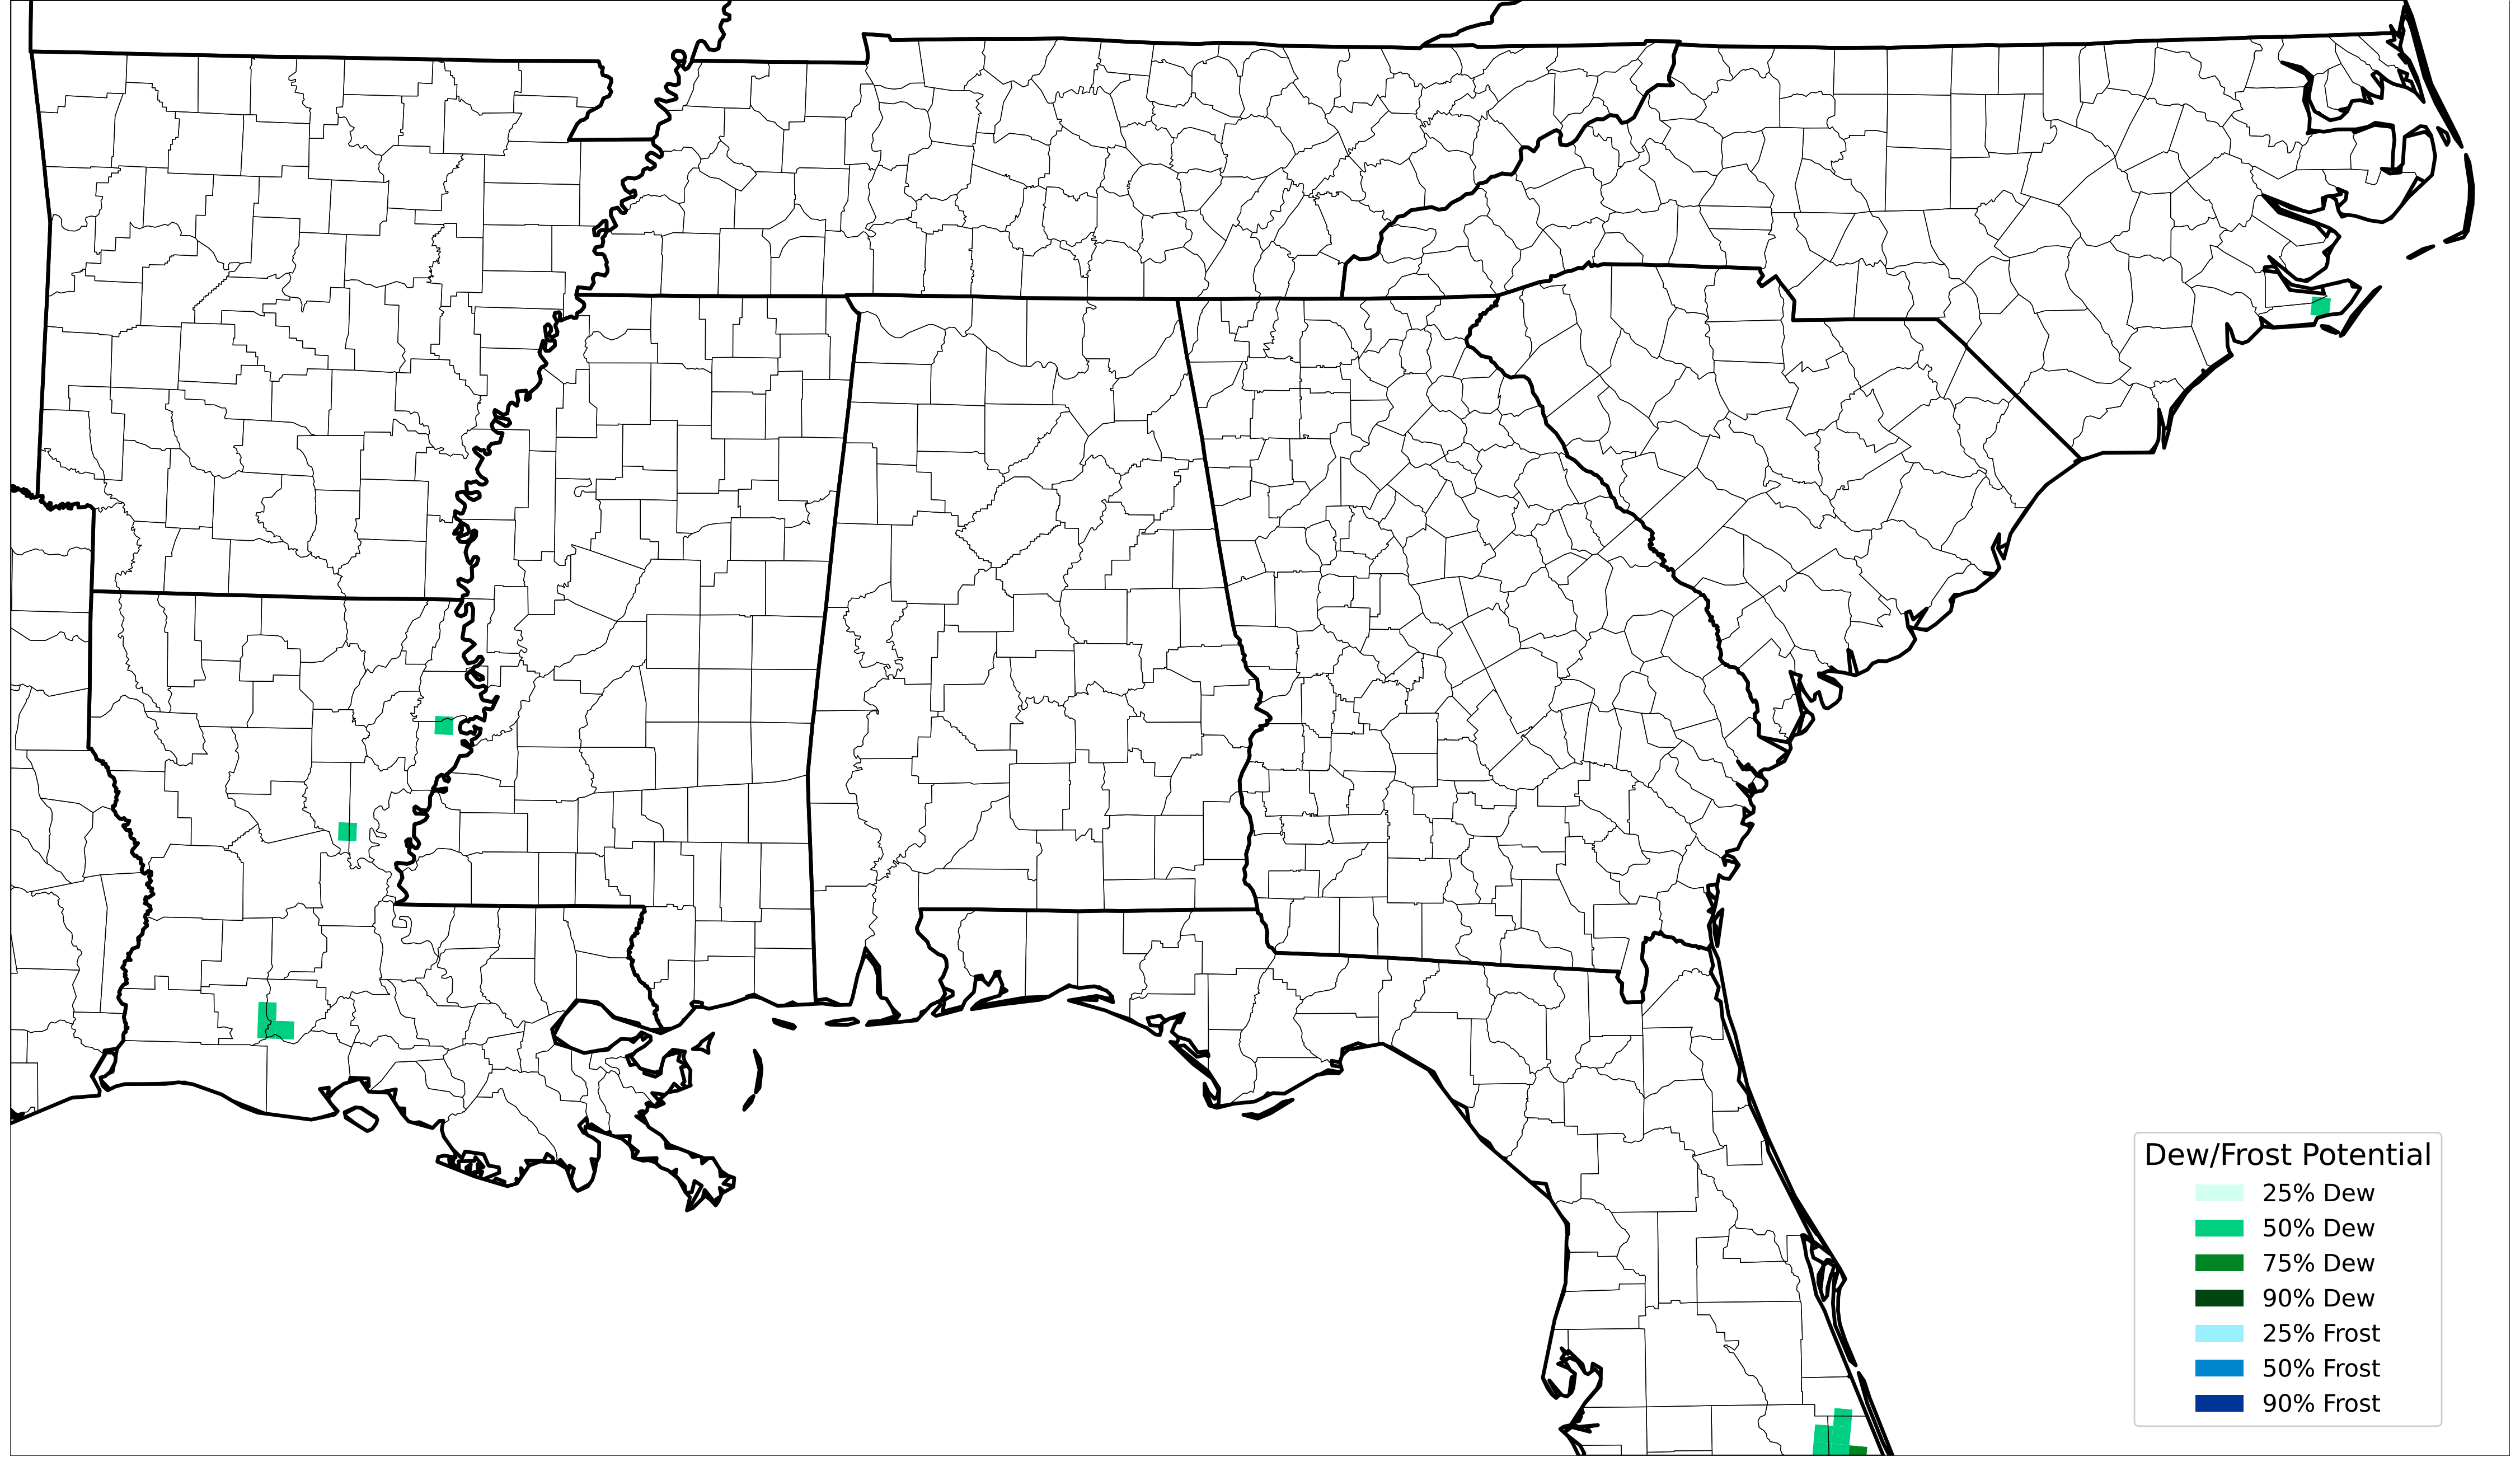 Dew/Frost Potential
25% Dew
50% Dew
75% Dew
90% Dew
25% Frost
50% Frost
90% Frost